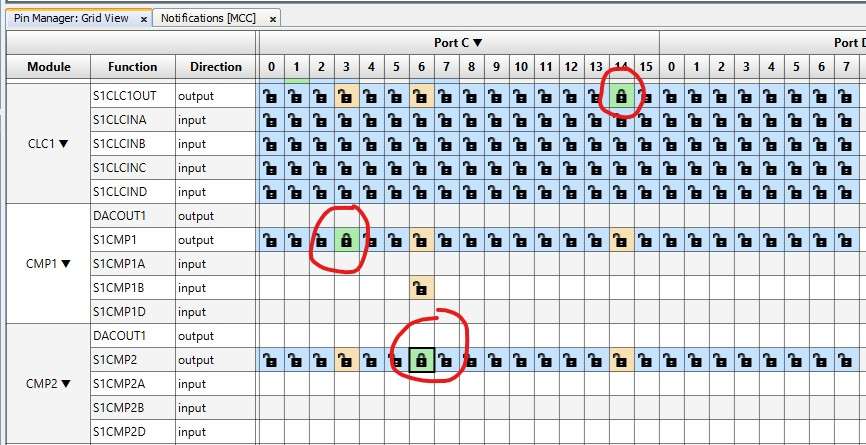 Pin Manager: Grid View × Notifications [MCC] ×
Port C ▼ Port D
Module Function Direction 0 1 2 3 4 5 6 7 8 9 10 11 12 13 14 15 0 1 2 3 4 5 6 7
CLC1 ▼
S1CLC1OUT output
S1CLCINA input
S1CLCINB input
S1CLCINC input
S1CLCIND input
CMP1 ▼
DACOUT1 output
S1CMP1 output
S1CMP1A input
S1CMP1B input
S1CMP1D input
CMP2 ▼
DACOUT1 output
S1CMP2 output
S1CMP2A input
S1CMP2B input
S1CMP2D input